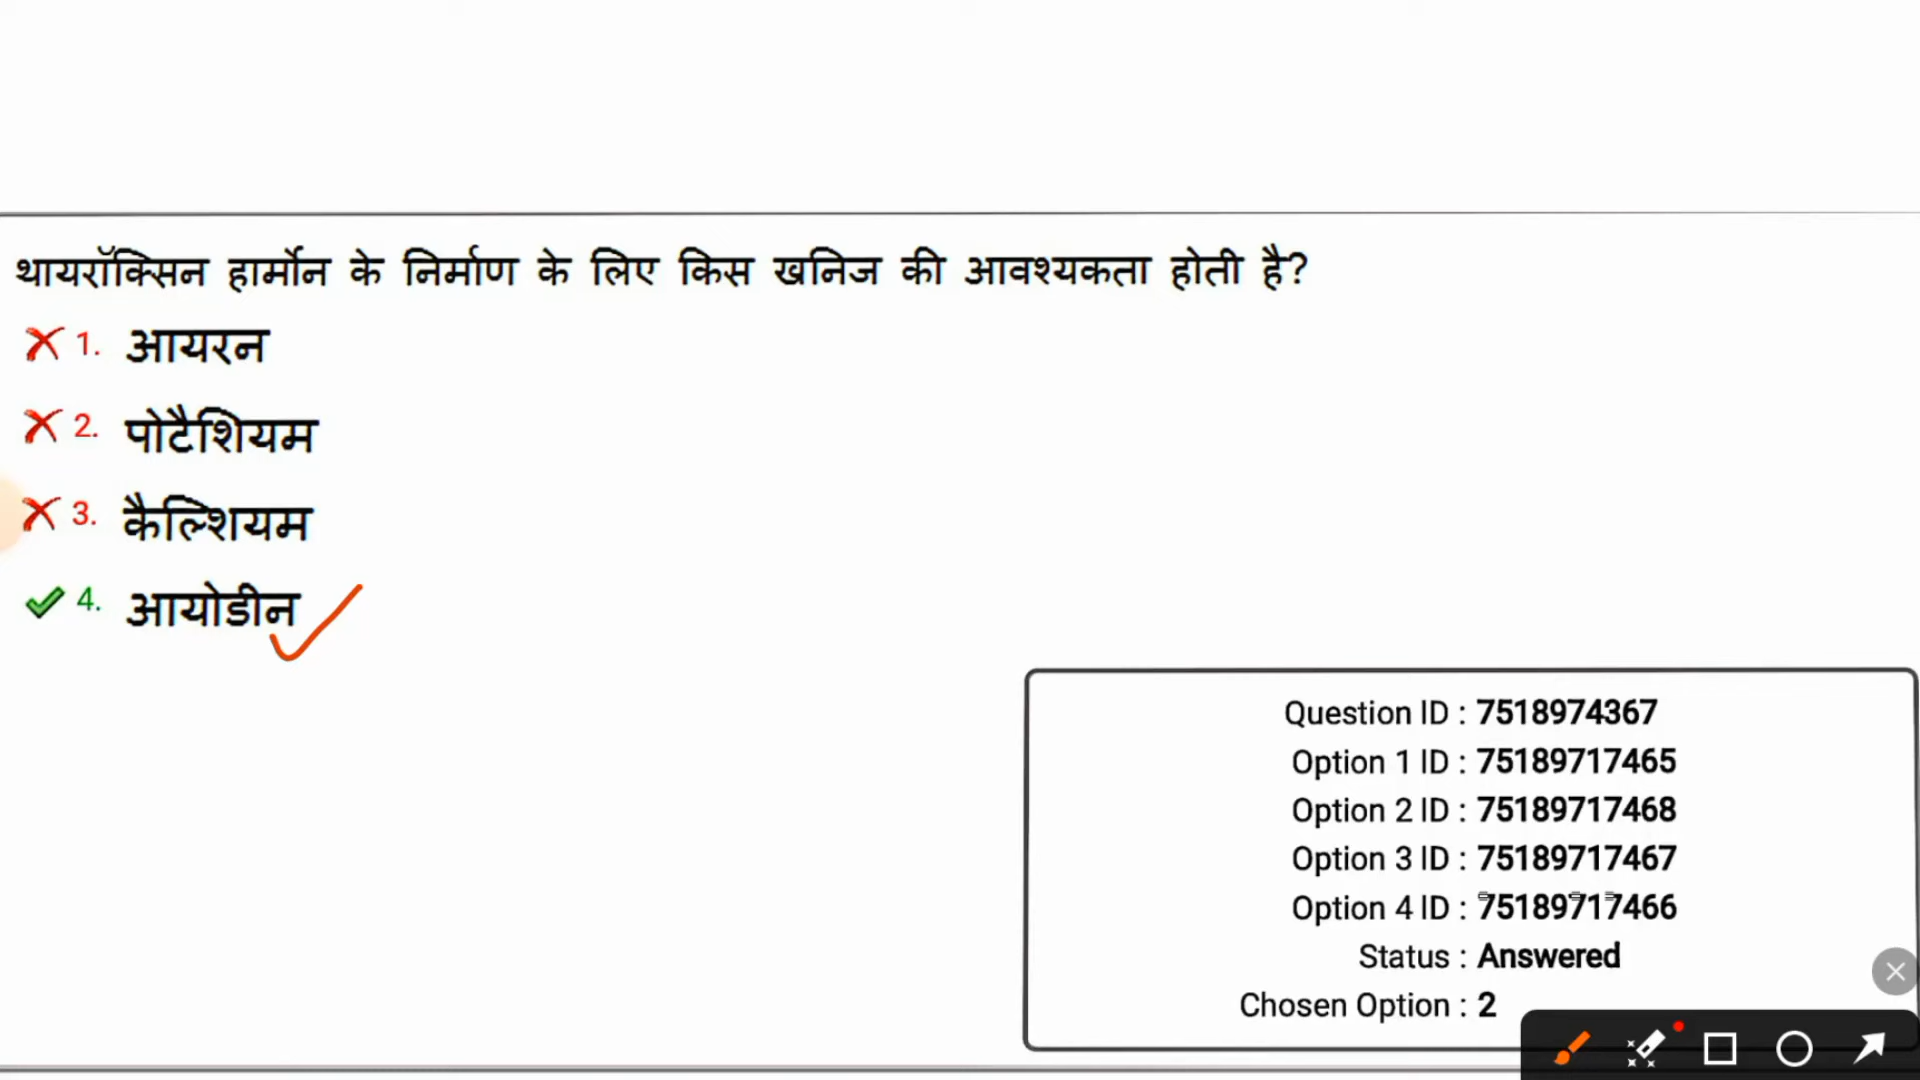 थायरॉक्सिन हार्मोन के निर्माण के लिए किस खनिज की आवश्यकता होती है?
1. आयरन
2. पोटैशियम
3. कैल्शियम
4. आयोडीन
Question ID : 7518974367
Option 1 ID : 75189717465
Option 2 ID : 75189717468
Option 3 ID : 75189717467
Option 4 ID : 75189717466
Status : Answered
Chosen Option : 2